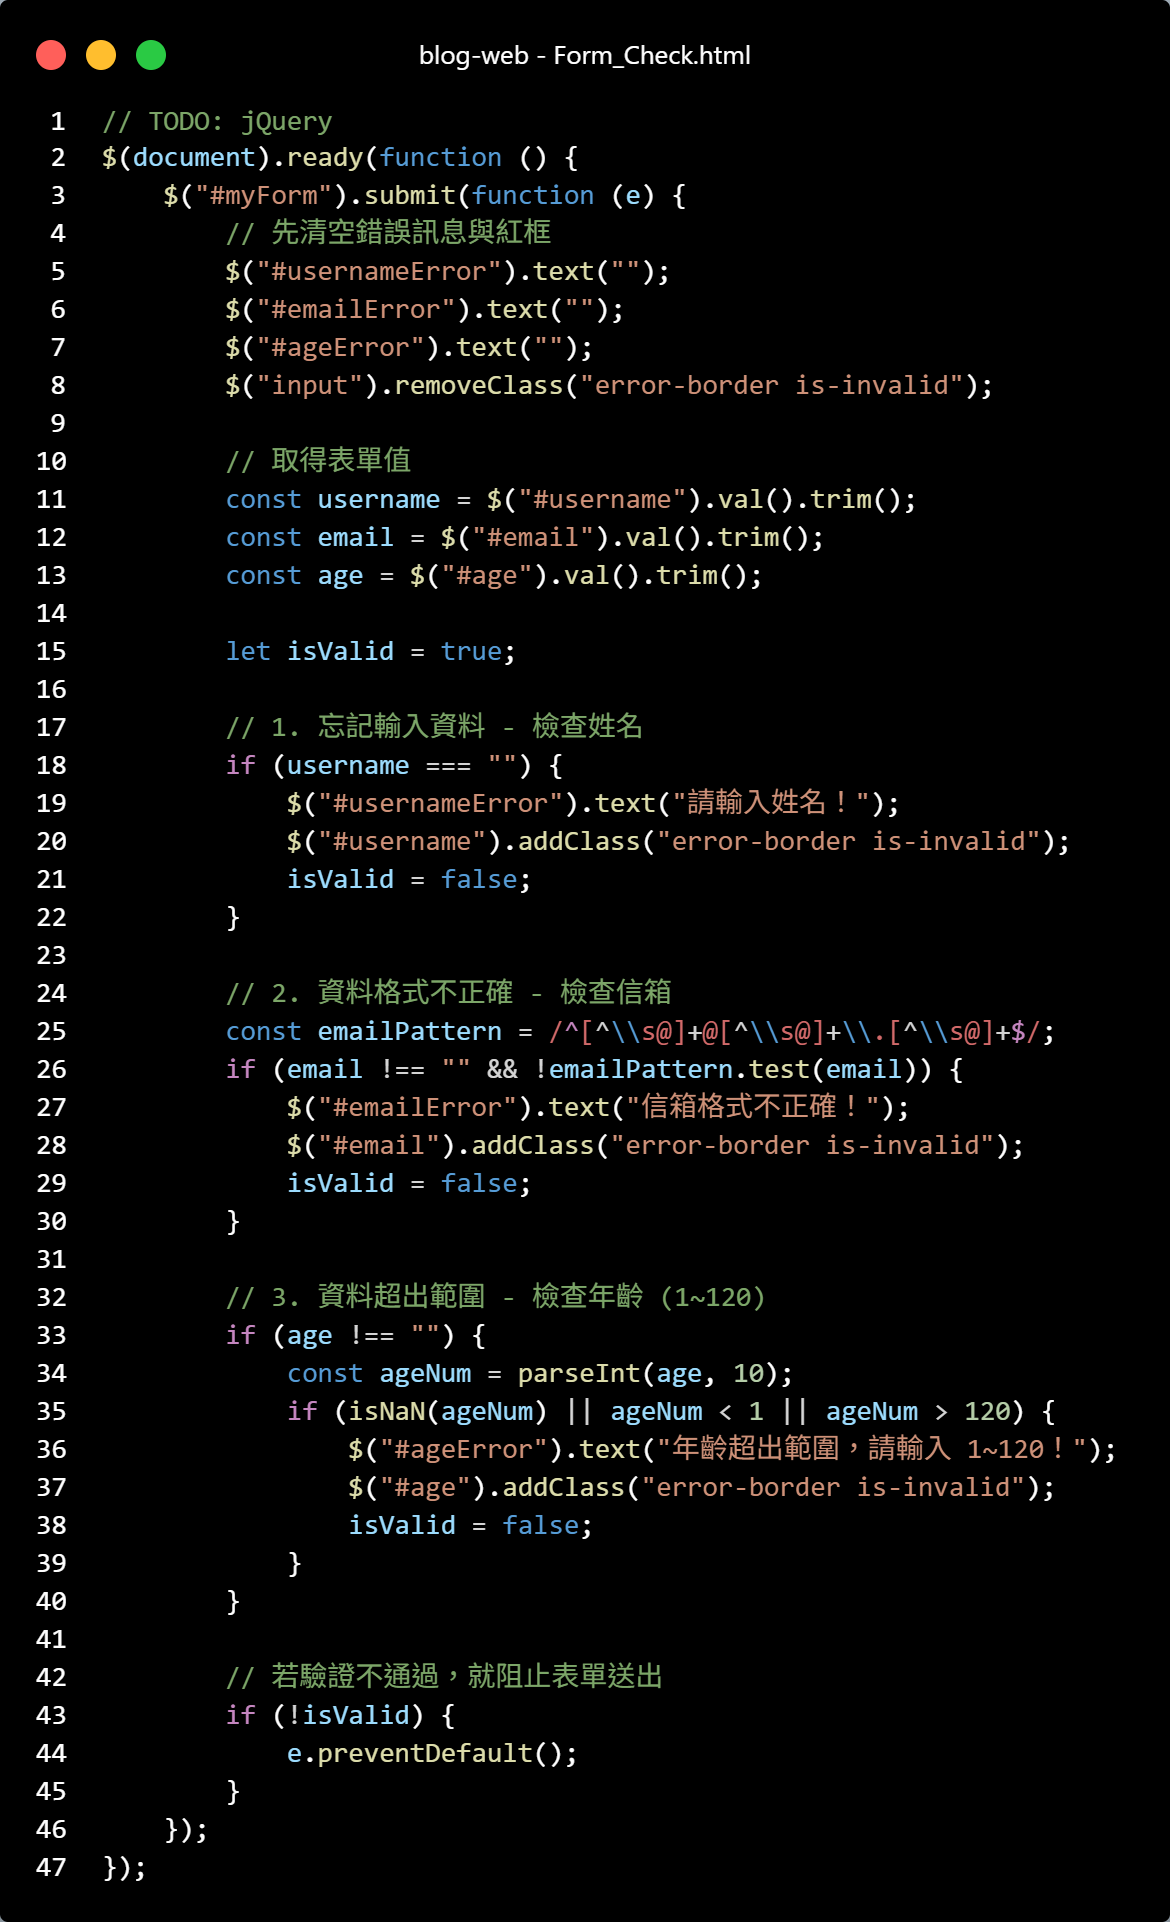 blog-web - Form_Check.html
1 // TODO: jQuery
2 $(document).ready(function () {
3     $("#myForm").submit(function (e) {
4         // 先清空錯誤訊息與紅框
5         $("#usernameError").text("");
6         $("#emailError").text("");
7         $("#ageError").text("");
8         $("input").removeClass("error-border is-invalid");
9
10         // 取得表單值
11         const username = $("#username").val().trim();
12         const email = $("#email").val().trim();
13         const age = $("#age").val().trim();
14
15         let isValid = true;
16
17         // 1. 忘記輸入資料 - 檢查姓名
18         if (username === "") {
19             $("#usernameError").text("請輸入姓名！");
20             $("#username").addClass("error-border is-invalid");
21             isValid = false;
22         }
23
24         // 2. 資料格式不正確 - 檢查信箱
25         const emailPattern = /^[^\\s@]+@[^\\s@]+\\.[^\\s@]+$/;
26         if (email !== "" && !emailPattern.test(email)) {
27             $("#emailError").text("信箱格式不正確！");
28             $("#email").addClass("error-border is-invalid");
29             isValid = false;
30         }
31
32         // 3. 資料超出範圍 - 檢查年齡 (1~120)
33         if (age !== "") {
34             const ageNum = parseInt(age, 10);
35             if (isNaN(ageNum) || ageNum < 1 || ageNum > 120) {
36                 $("#ageError").text("年齡超出範圍，請輸入 1~120！");
37                 $("#age").addClass("error-border is-invalid");
38                 isValid = false;
39             }
40         }
41
42         // 若驗證不通過，就阻止表單送出
43         if (!isValid) {
44             e.preventDefault();
45         }
46     });
47 });